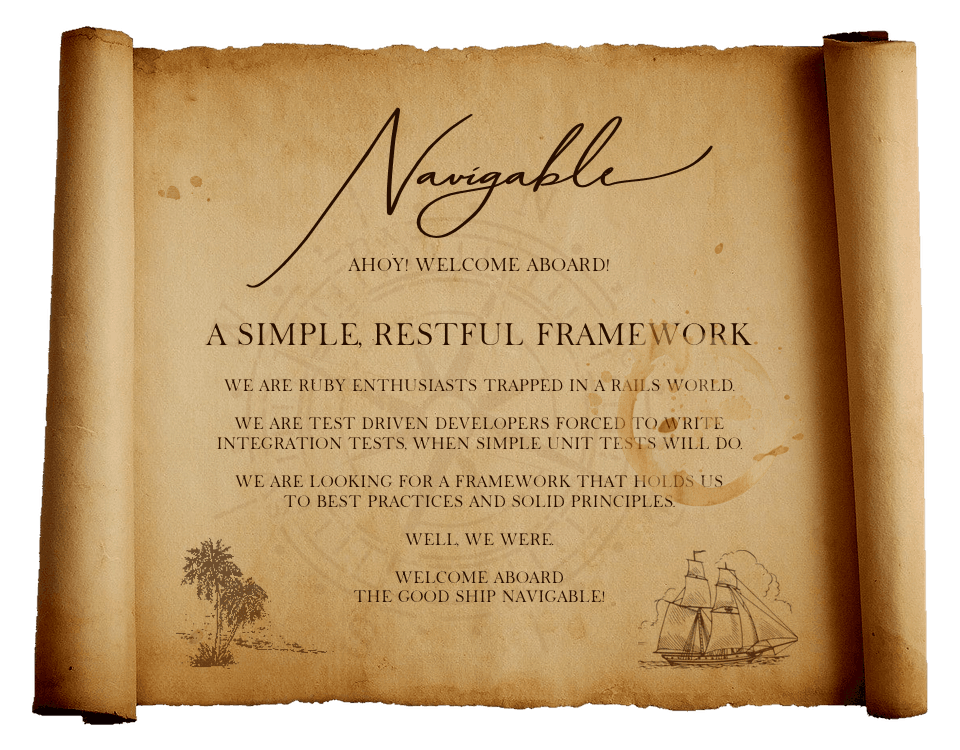 Navigable
AHOY! WELCOME ABOARD!
A SIMPLE, RESTFUL FRAMEWORK.
WE ARE RUBY ENTHUSIASTS TRAPPED IN A RAILS WORLD.
WE ARE TEST DRIVEN DEVELOPERS FORCED TO WRITE
INTEGRATION TESTS, WHEN SIMPLE UNIT TESTS WILL DO.
WE ARE LOOKING FOR A FRAMEWORK THAT HOLDS US
TO BEST PRACTICES AND SOLID PRINCIPLES.
WELL, WE WERE.
WELCOME ABOARD
THE GOOD SHIP NAVIGABLE!